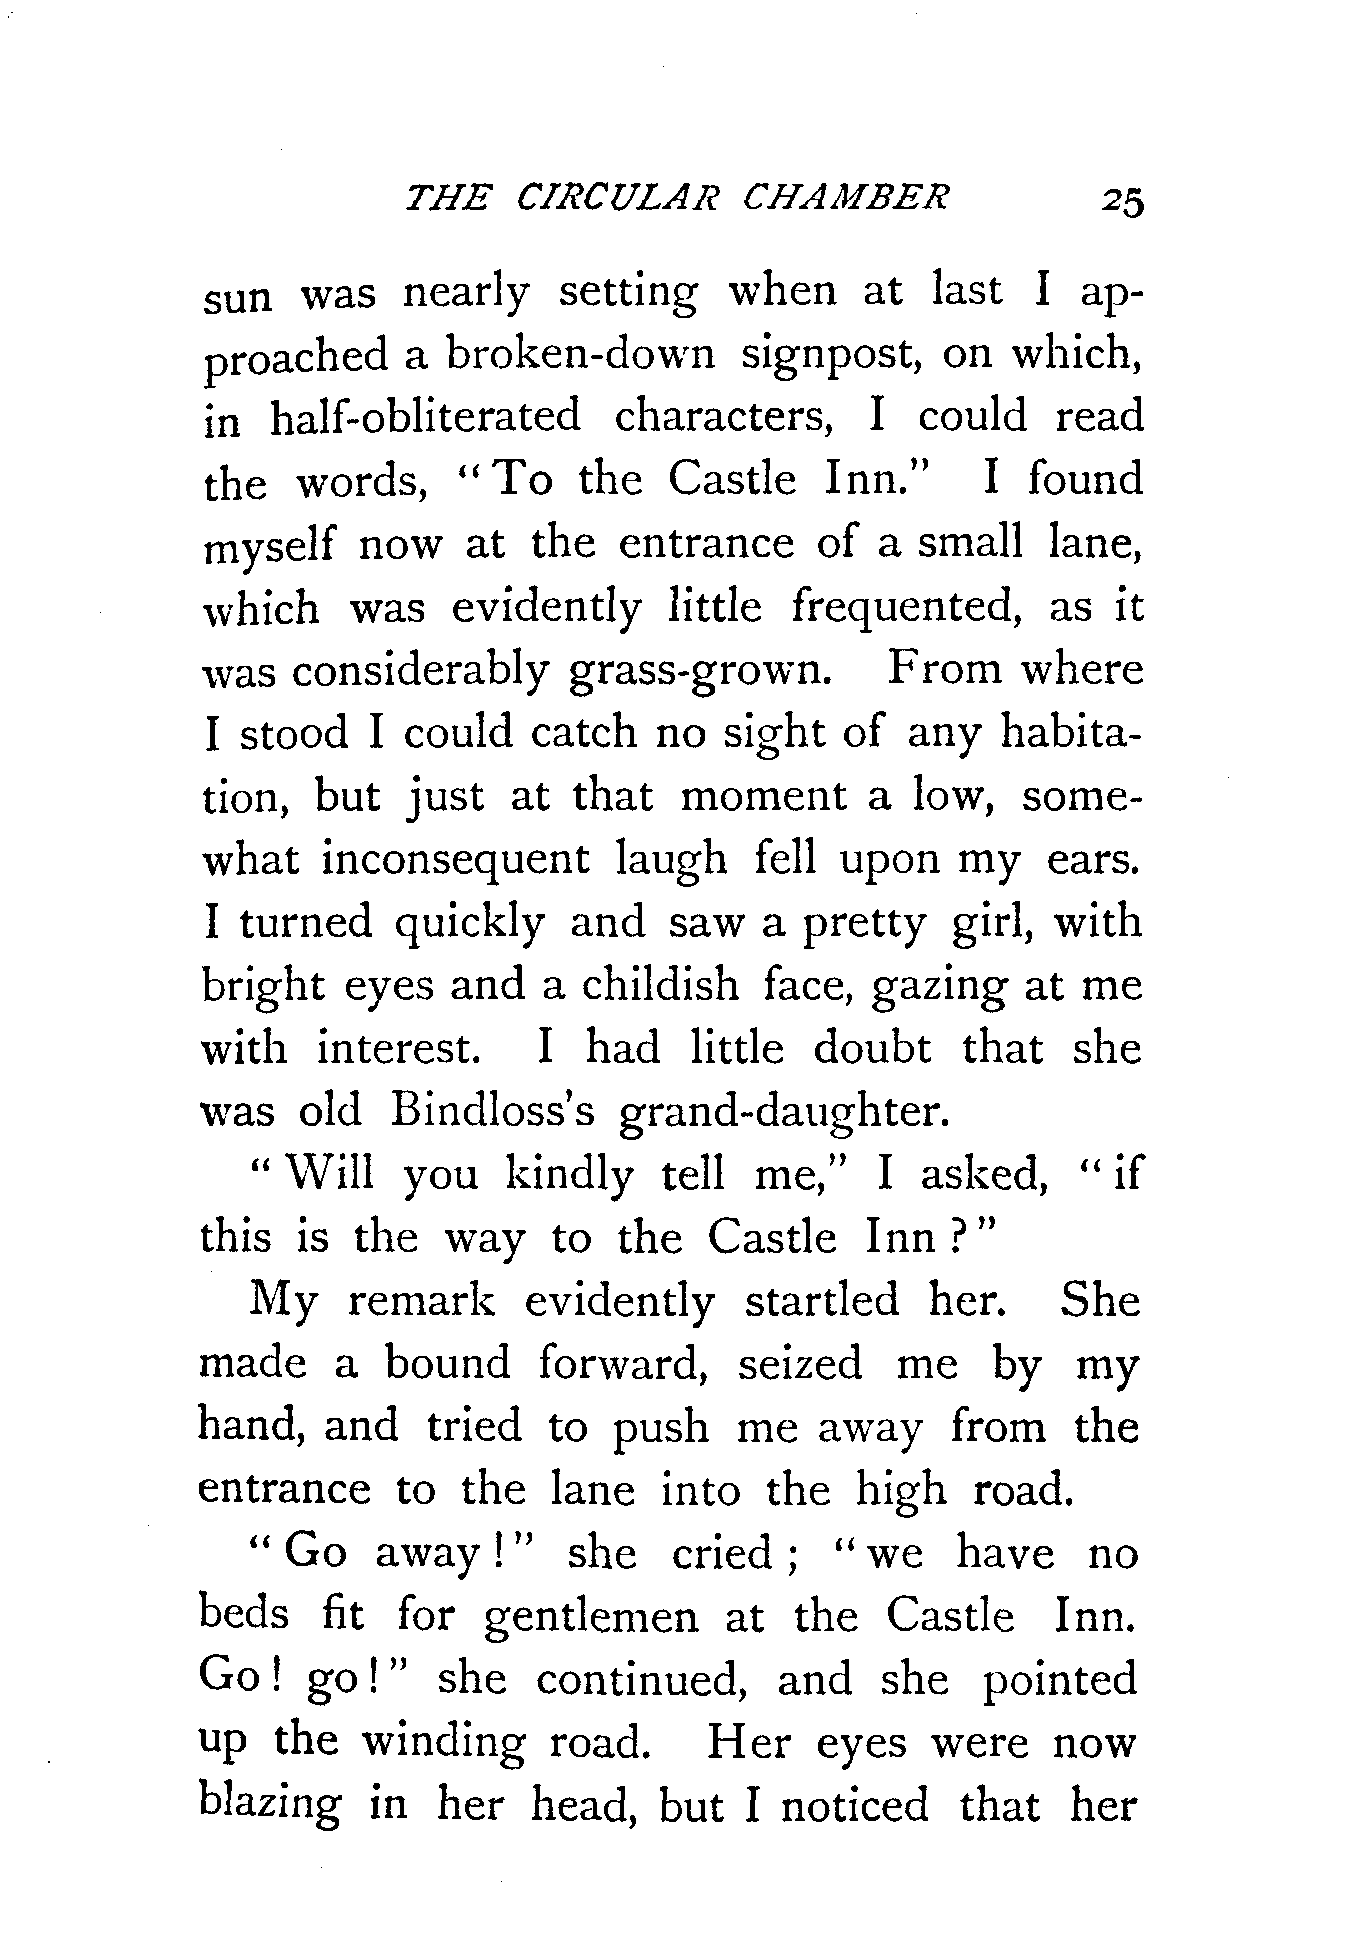 THE CIRCULAR CHAMBER 25
sun was nearly setting when at last I ap-
proached a broken-down signpost, on which,
in half-obliterated characters, I could read
the words, "To the Castle Inn." I found
myself now at the entrance of a small lane,
which was evidently little frequented, as it
was considerably grass-grown. From where
I stood I could catch no sight of any habita-
tion, but just at that moment a low, some-
what inconsequent laugh fell upon my ears.
I turned quickly and saw a pretty girl, with
bright eyes and a childish face, gazing at me
with interest. I had little doubt that she
was old Bindloss's grand-daughter.
"Will you kindly tell me," I asked, "if
this is the way to the Castle Inn?"
My remark evidently startled her. She
made a bound forward, seized me by my
hand, and tried to push me away from the
entrance to the lane into the high road.
"Go away!" she cried; "we have no
beds fit for gentlemen at the Castle Inn.
Go! go!" she continued, and she pointed
up the winding road. Her eyes were now
blazing in her head, but I noticed that her